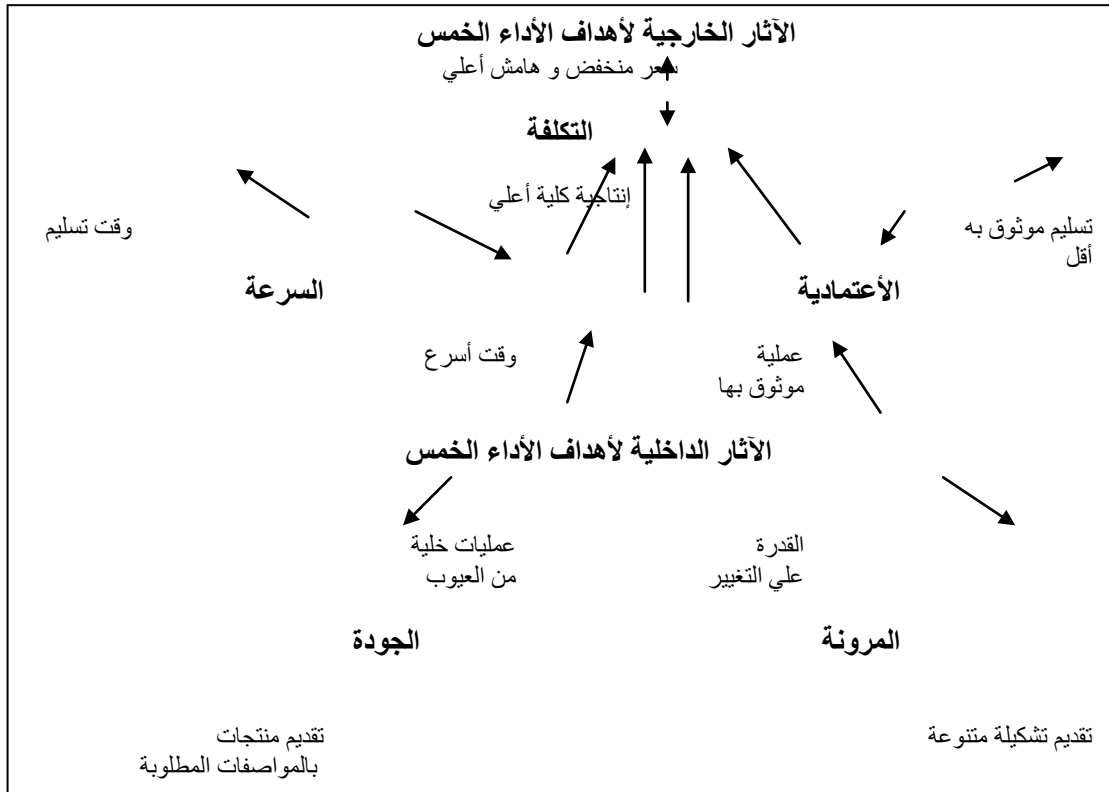 الآثار الخارجية لأهداف الأداء الخمس
سعر منخفض و هامش أعلي
التكلفة
إنتاجية كلية أعلي
تسليم موثوق به
وقت تسليم
أقل
الأعتمادية
السرعة
عملية
وقت أسرع
موثوق بها
الآثار الداخلية لأهداف الأداء الخمس
القدرة
عمليات خلية
علي التغيير
من العيوب
المرونة
الجودة
تقديم تشكيلة متنوعة
تقديم منتجات
بالمواصفات المطلوبة